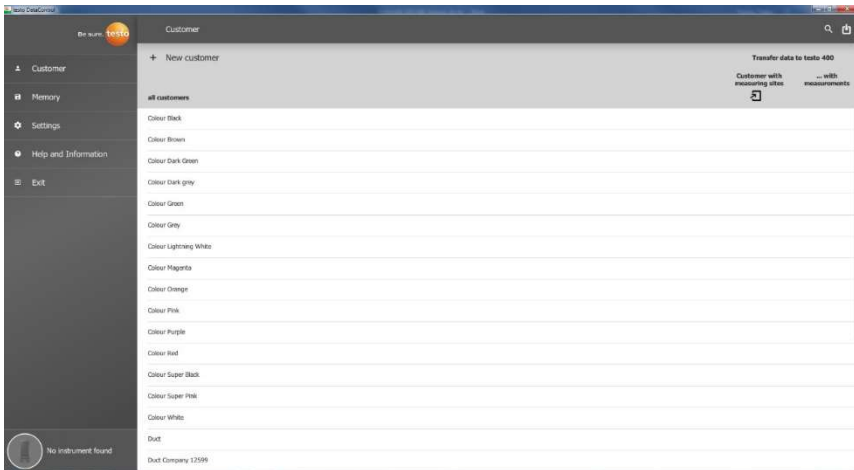 testo DataControl
Be sure. testo
Customer
Customer
Memory
Settings
Help and Information
Exit
No instrument found
+ New customer
Transfer data to testo 400
Customer with
measuring sites
... with
measurements
all customers
Colour Black
Colour Brown
Colour Dark Green
Colour Dark grey
Colour Green
Colour Grey
Colour Lightning White
Colour Magenta
Colour Orange
Colour Pink
Colour Purple
Colour Red
Colour Super Black
Colour Super Pink
Colour White
Duct
Duct Company 12599